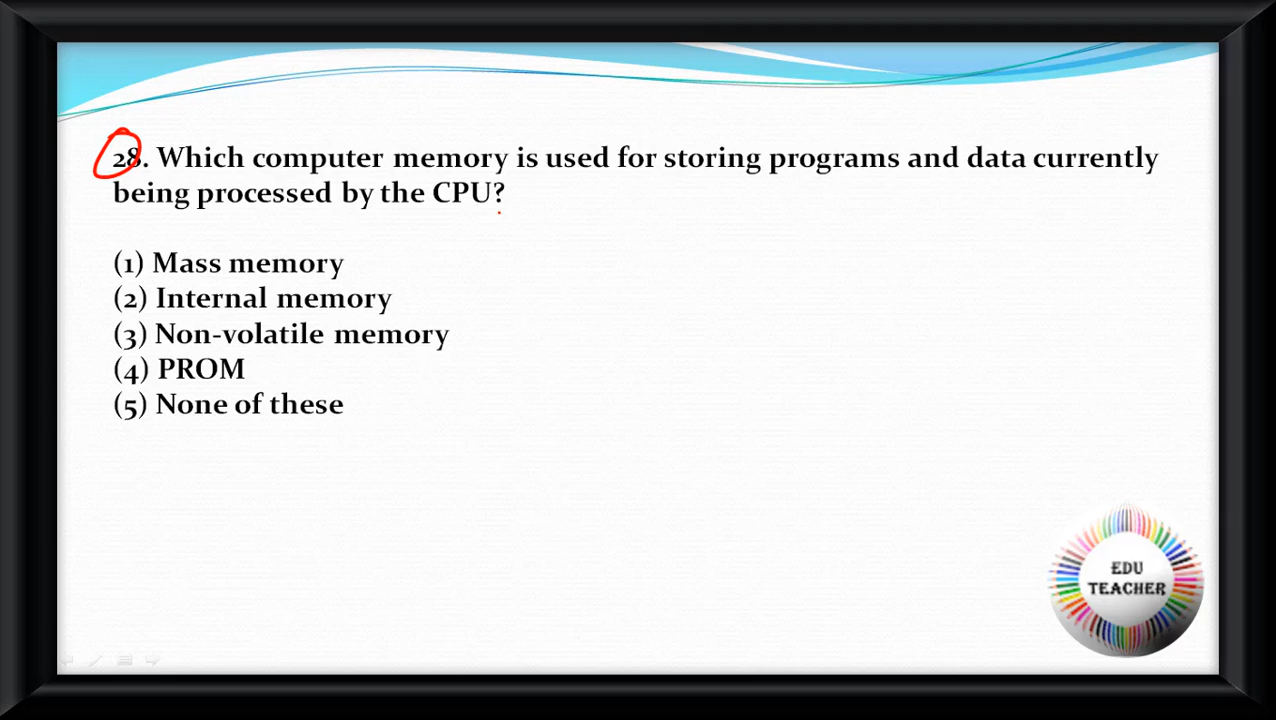 28. Which computer memory is used for storing programs and data currently
being processed by the CPU?
(1) Mass memory
(2) Internal memory
(3) Non-volatile memory
(4) PROM
(5) None of these
EDU
TEACHER